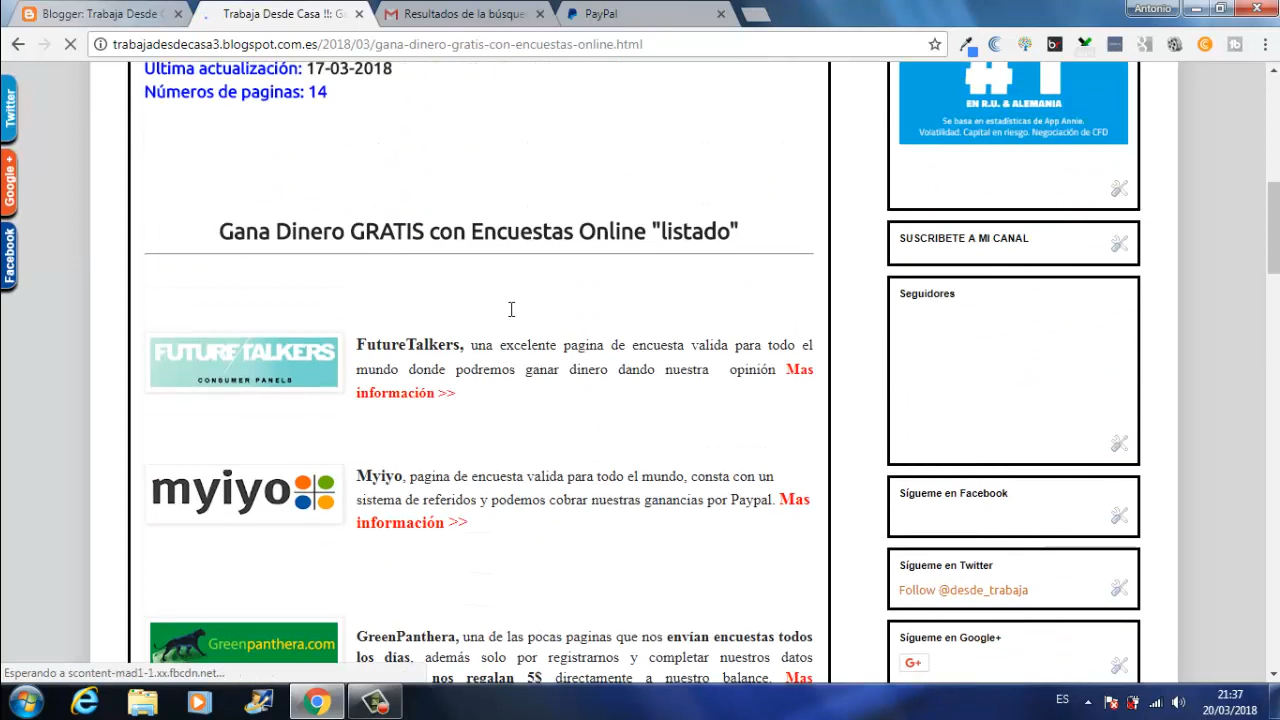 Blogger: Trabaja Desde C
Trabaja Desde Casa !!: Ga
Resultados de la búsque
PayPal
Antonio
trabajadesdecasa3.blogspot.com.es/2018/03/gana-dinero-gratis-con-encuestas-online.html
Twitter
Google +
Facebook
Ultima actualización: 17-03-2018
Números de paginas: 14
Gana Dinero GRATIS con Encuestas Online "listado"
FUTURETALKERS
CONSUMER PANELS
FutureTalkers, una excelente pagina de encuesta valida para todo el
mundo donde podremos ganar dinero dando nuestra opinión Mas
información >>
myiyo
Myiyo, pagina de encuesta valida para todo el mundo, consta con un
sistema de referidos y podemos cobrar nuestras ganancias por Paypal. Mas
información >>
Greenpanthera.com
GreenPanthera, una de las pocas paginas que nos envían encuestas todos
los días, además solo por registrarnos y completar nuestros datos
nos regalan 5$ directamente a nuestro balance. Mas
#1
EN R.U. & ALEMANIA
Se basa en estadísticas de App Annie.
Volatilidad. Capital en riesgo. Negociación de CFD
SUSCRIBETE A MI CANAL
Seguidores
Sígueme en Facebook
Sígueme en Twitter
Follow @desde_trabaja
Sígueme en Google+
G+
Esperando a scontent-mad1-1.xx.fbcdn.net...
ES
21:37
20/03/2018